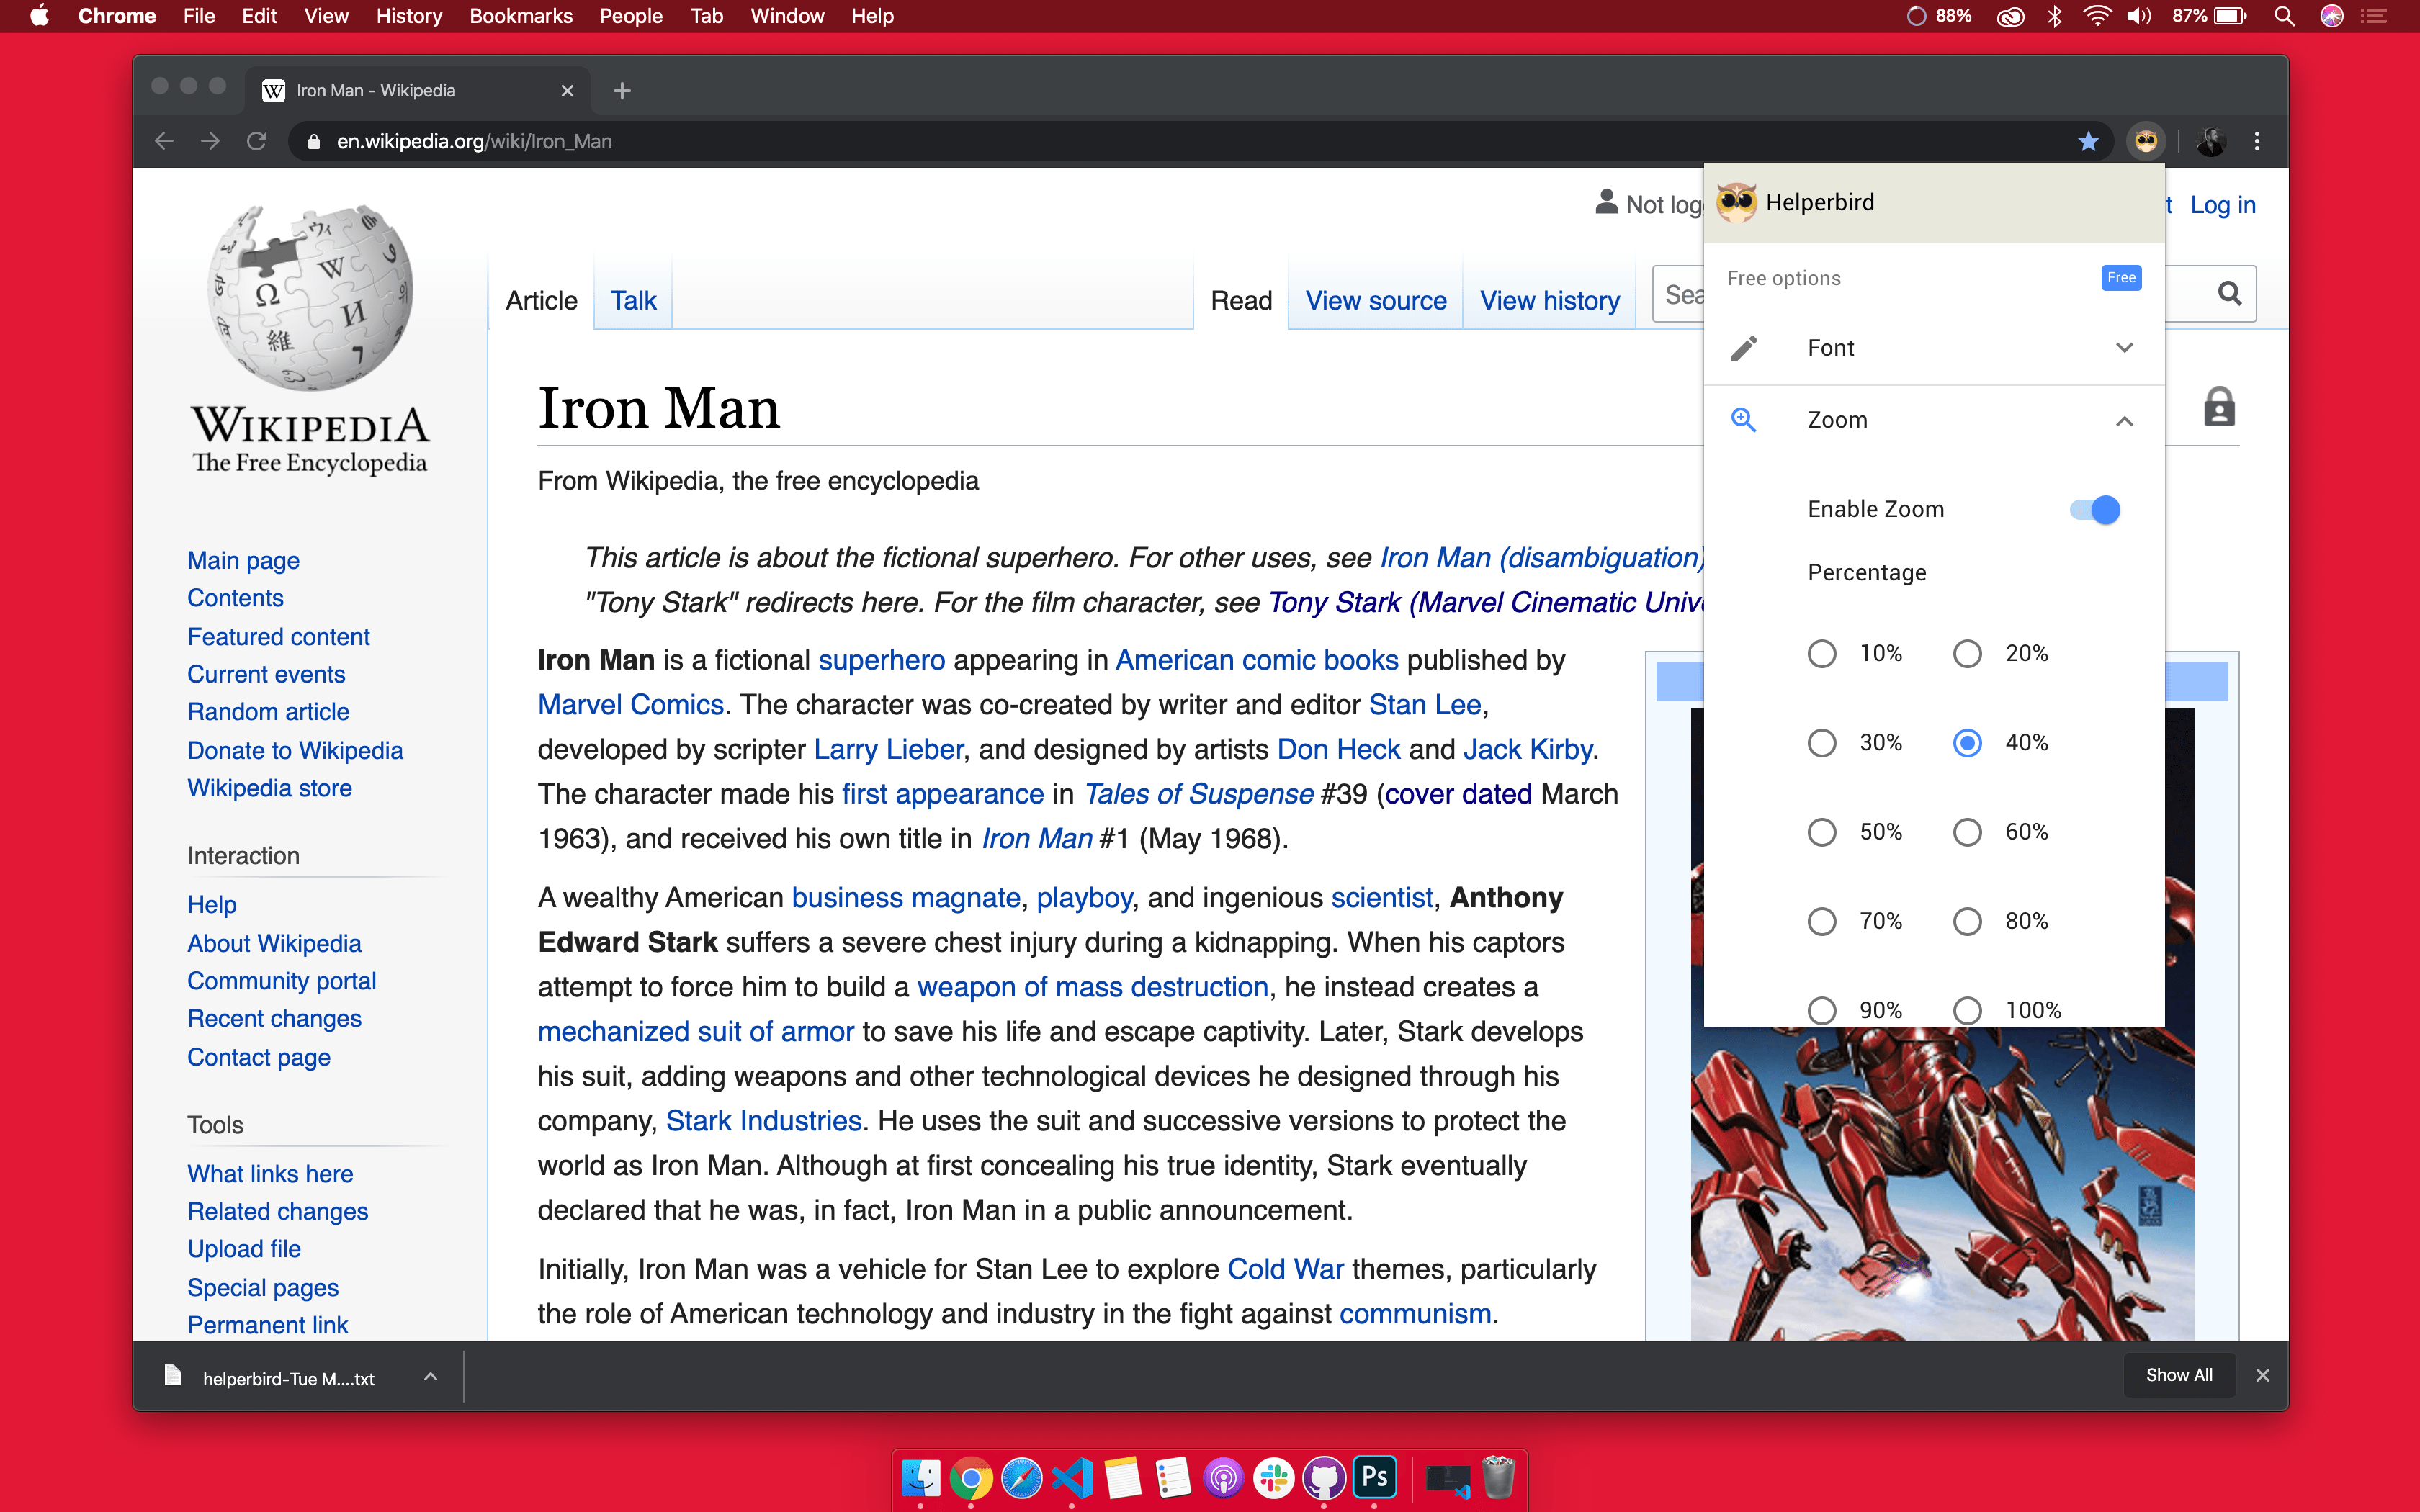 Chrome File Edit View History Bookmarks People Tab Window Help 88% 87%
Iron Man - Wikipedia
en.wikipedia.org/wiki/Iron_Man
Not log
t Log in
Helperbird
Free options Free
Font
Zoom
Enable Zoom
Percentage
10% 20%
30% 40%
50% 60%
70% 80%
90% 100%
WIKIPEDIA
The Free Encyclopedia
Main page
Contents
Featured content
Current events
Random article
Donate to Wikipedia
Wikipedia store
Interaction
Help
About Wikipedia
Community portal
Recent changes
Contact page
Tools
What links here
Related changes
Upload file
Special pages
Permanent link
Article Talk Read View source View history Sea
Iron Man
From Wikipedia, the free encyclopedia
This article is about the fictional superhero. For other uses, see Iron Man (disambiguation)
"Tony Stark" redirects here. For the film character, see Tony Stark (Marvel Cinematic Unive
Iron Man is a fictional superhero appearing in American comic books published by
Marvel Comics. The character was co-created by writer and editor Stan Lee,
developed by scripter Larry Lieber, and designed by artists Don Heck and Jack Kirby.
The character made his first appearance in Tales of Suspense #39 (cover dated March
1963), and received his own title in Iron Man #1 (May 1968).
A wealthy American business magnate, playboy, and ingenious scientist, Anthony
Edward Stark suffers a severe chest injury during a kidnapping. When his captors
attempt to force him to build a weapon of mass destruction, he instead creates a
mechanized suit of armor to save his life and escape captivity. Later, Stark develops
his suit, adding weapons and other technological devices he designed through his
company, Stark Industries. He uses the suit and successive versions to protect the
world as Iron Man. Although at first concealing his true identity, Stark eventually
declared that he was, in fact, Iron Man in a public announcement.
Initially, Iron Man was a vehicle for Stan Lee to explore Cold War themes, particularly
the role of American technology and industry in the fight against communism.
helperbird-Tue M....txt
Show All
Ps